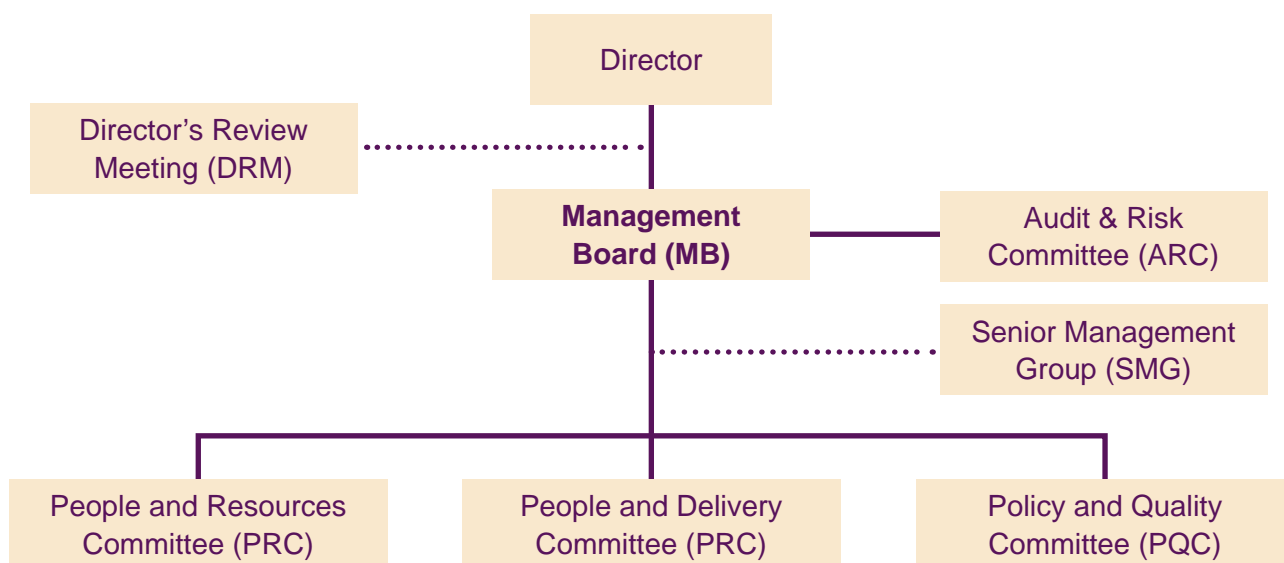 Director
Director’s Review
Meeting (DRM)
Management
Board (MB)
Audit & Risk
Committee (ARC)
Senior Management
Group (SMG)
People and Resources
Committee (PRC)
People and Delivery
Committee (PRC)
Policy and Quality
Committee (PQC)